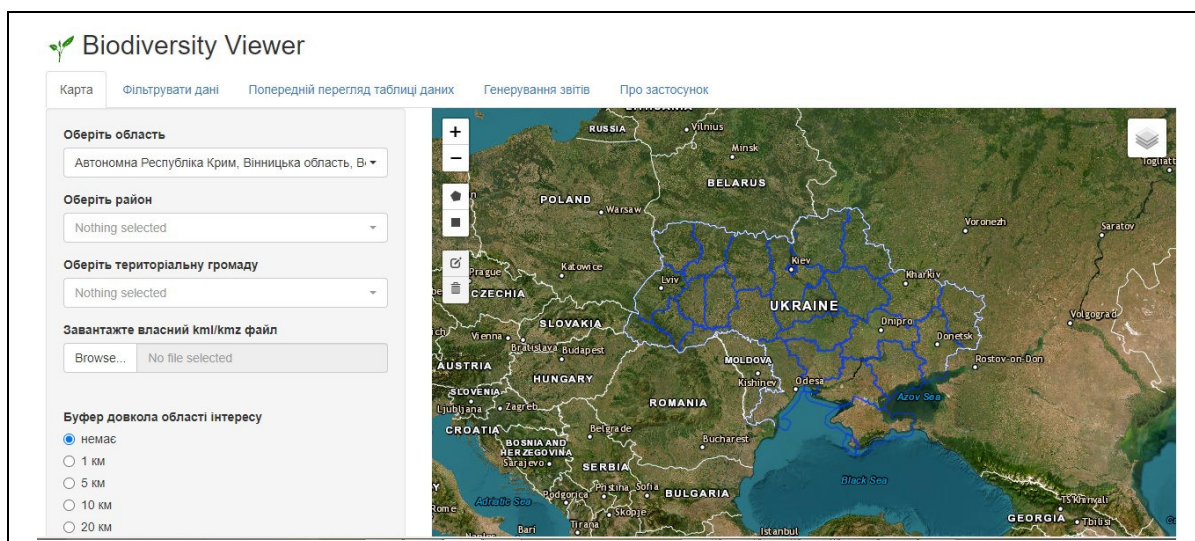 Biodiversity Viewer
Карта Фільтрувати дані Попередній перегляд таблиці даних Генерування звітів Про застосунок
Оберіть область
Автономна Республіка Крим, Вінницька область, В
Оберіть район
Nothing selected
Оберіть територіальну громаду
Nothing selected
Завантажте власний kml/kmz файл
Browse... No file selected
Буфер довкола області інтересу
немає
1 км
5 км
10 км
20 км
+
−
RUSSIA
Vilnius
Minsk
Togliatt
BELARUS
POLAND
Warsaw
Voronezh
Saratov
Prague
Katowice
Lviv
Kiev
Kharkiv
CZECHIA
UKRAINE
SLOVAKIA
Dnipro
Volgograd
Vienna
Bratislava
Budapest
Donetsk
AUSTRIA
MOLDOVA
Rostov-on-Don
HUNGARY
Kishinev
Odesa
SLOVENIA
Ljubljana
Zagreb
ROMANIA
Azov Sea
CROATIA
Belgrade
BOSNIA AND
HERZEGOVINA
Bucharest
Sarajevo
SERBIA
Black Sea
Pristina
Sofia
Podgorica
BULGARIA
Adriatic Sea
Skopje
TSKhinvali
Rome
GEORGIA
Tbilisi
Bari
Tirana
Istanbul
Naples